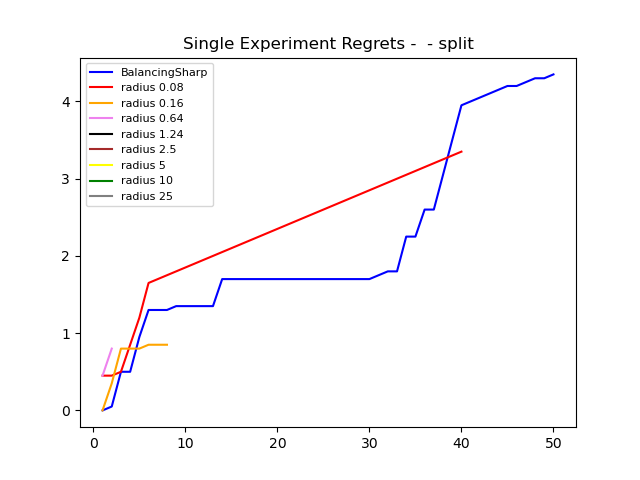 Single Experiment Regrets -  - split
BalancingSharp
radius 0.08
radius 0.16
radius 0.64
radius 1.24
radius 2.5
radius 5
radius 10
radius 25
4
3
2
1
0
0 10 20 30 40 50